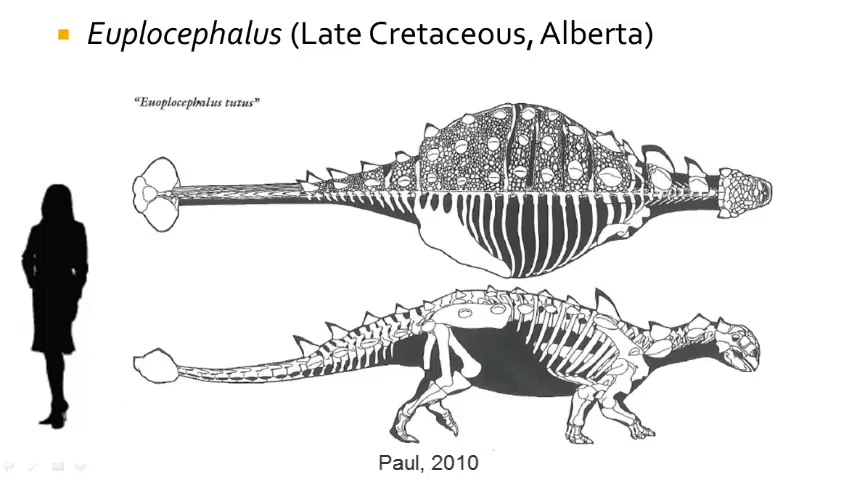 Euplocephalus (Late Cretaceous, Alberta)
"Euoplocephalus tutus"
Paul, 2010